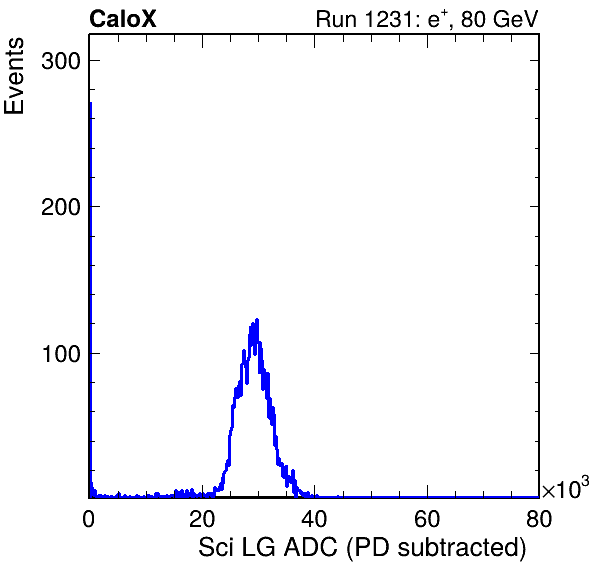 CaloX Run 1231: e⁺, 80 GeV
Events
300
200
100
0 20 40 60 80
×10³
Sci LG ADC (PD subtracted)